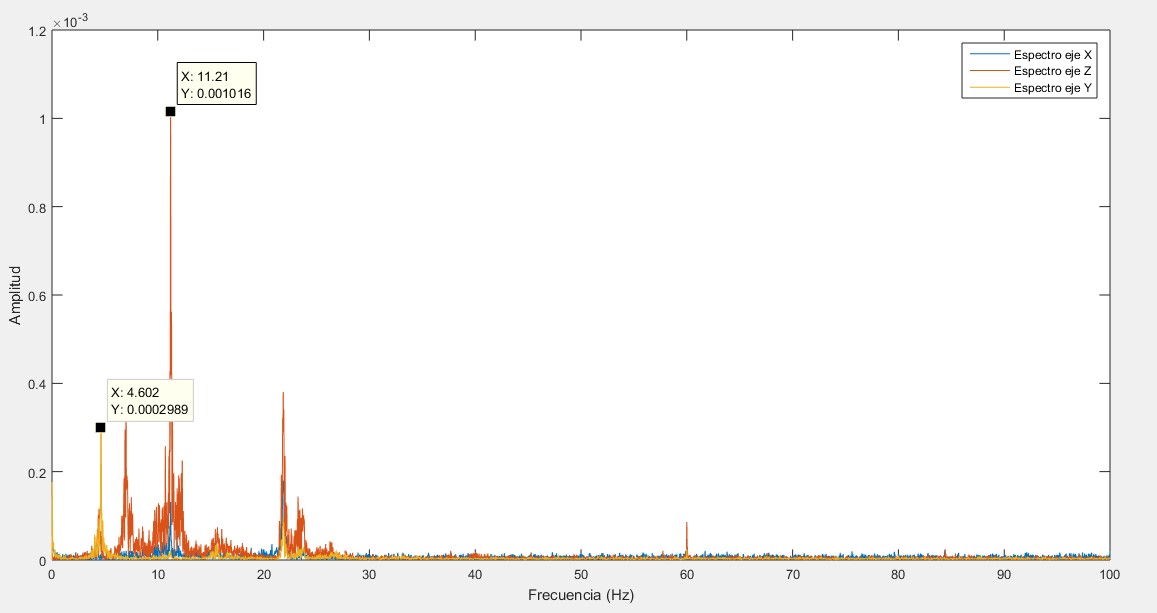 ×10-3
1.2
1
0.8
0.6
0.4
0.2
0
Amplitud
X: 11.21
Y: 0.001016
X: 4.602
Y: 0.0002989
Espectro eje X
Espectro eje Z
Espectro eje Y
0 10 20 30 40 50 60 70 80 90 100
Frecuencia (Hz)